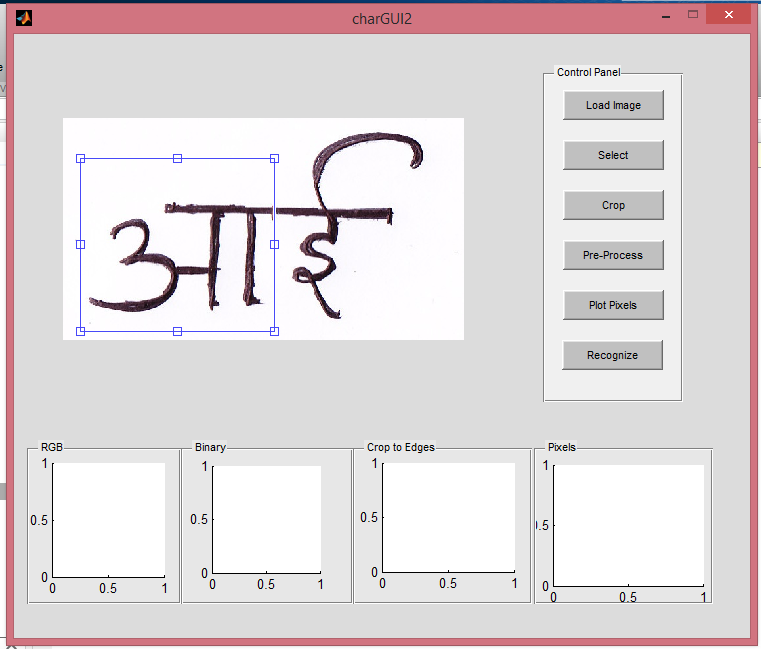 charGUI2
Control Panel
Load Image
Select
Crop
Pre-Process
Plot Pixels
Recognize
आई
RGB
1
0.5
0
0 0.5 1
Binary
1
0.5
0
0 0.5 1
Crop to Edges
1
0.5
0
0 0.5 1
Pixels
1
0.5
0
0 0.5 1